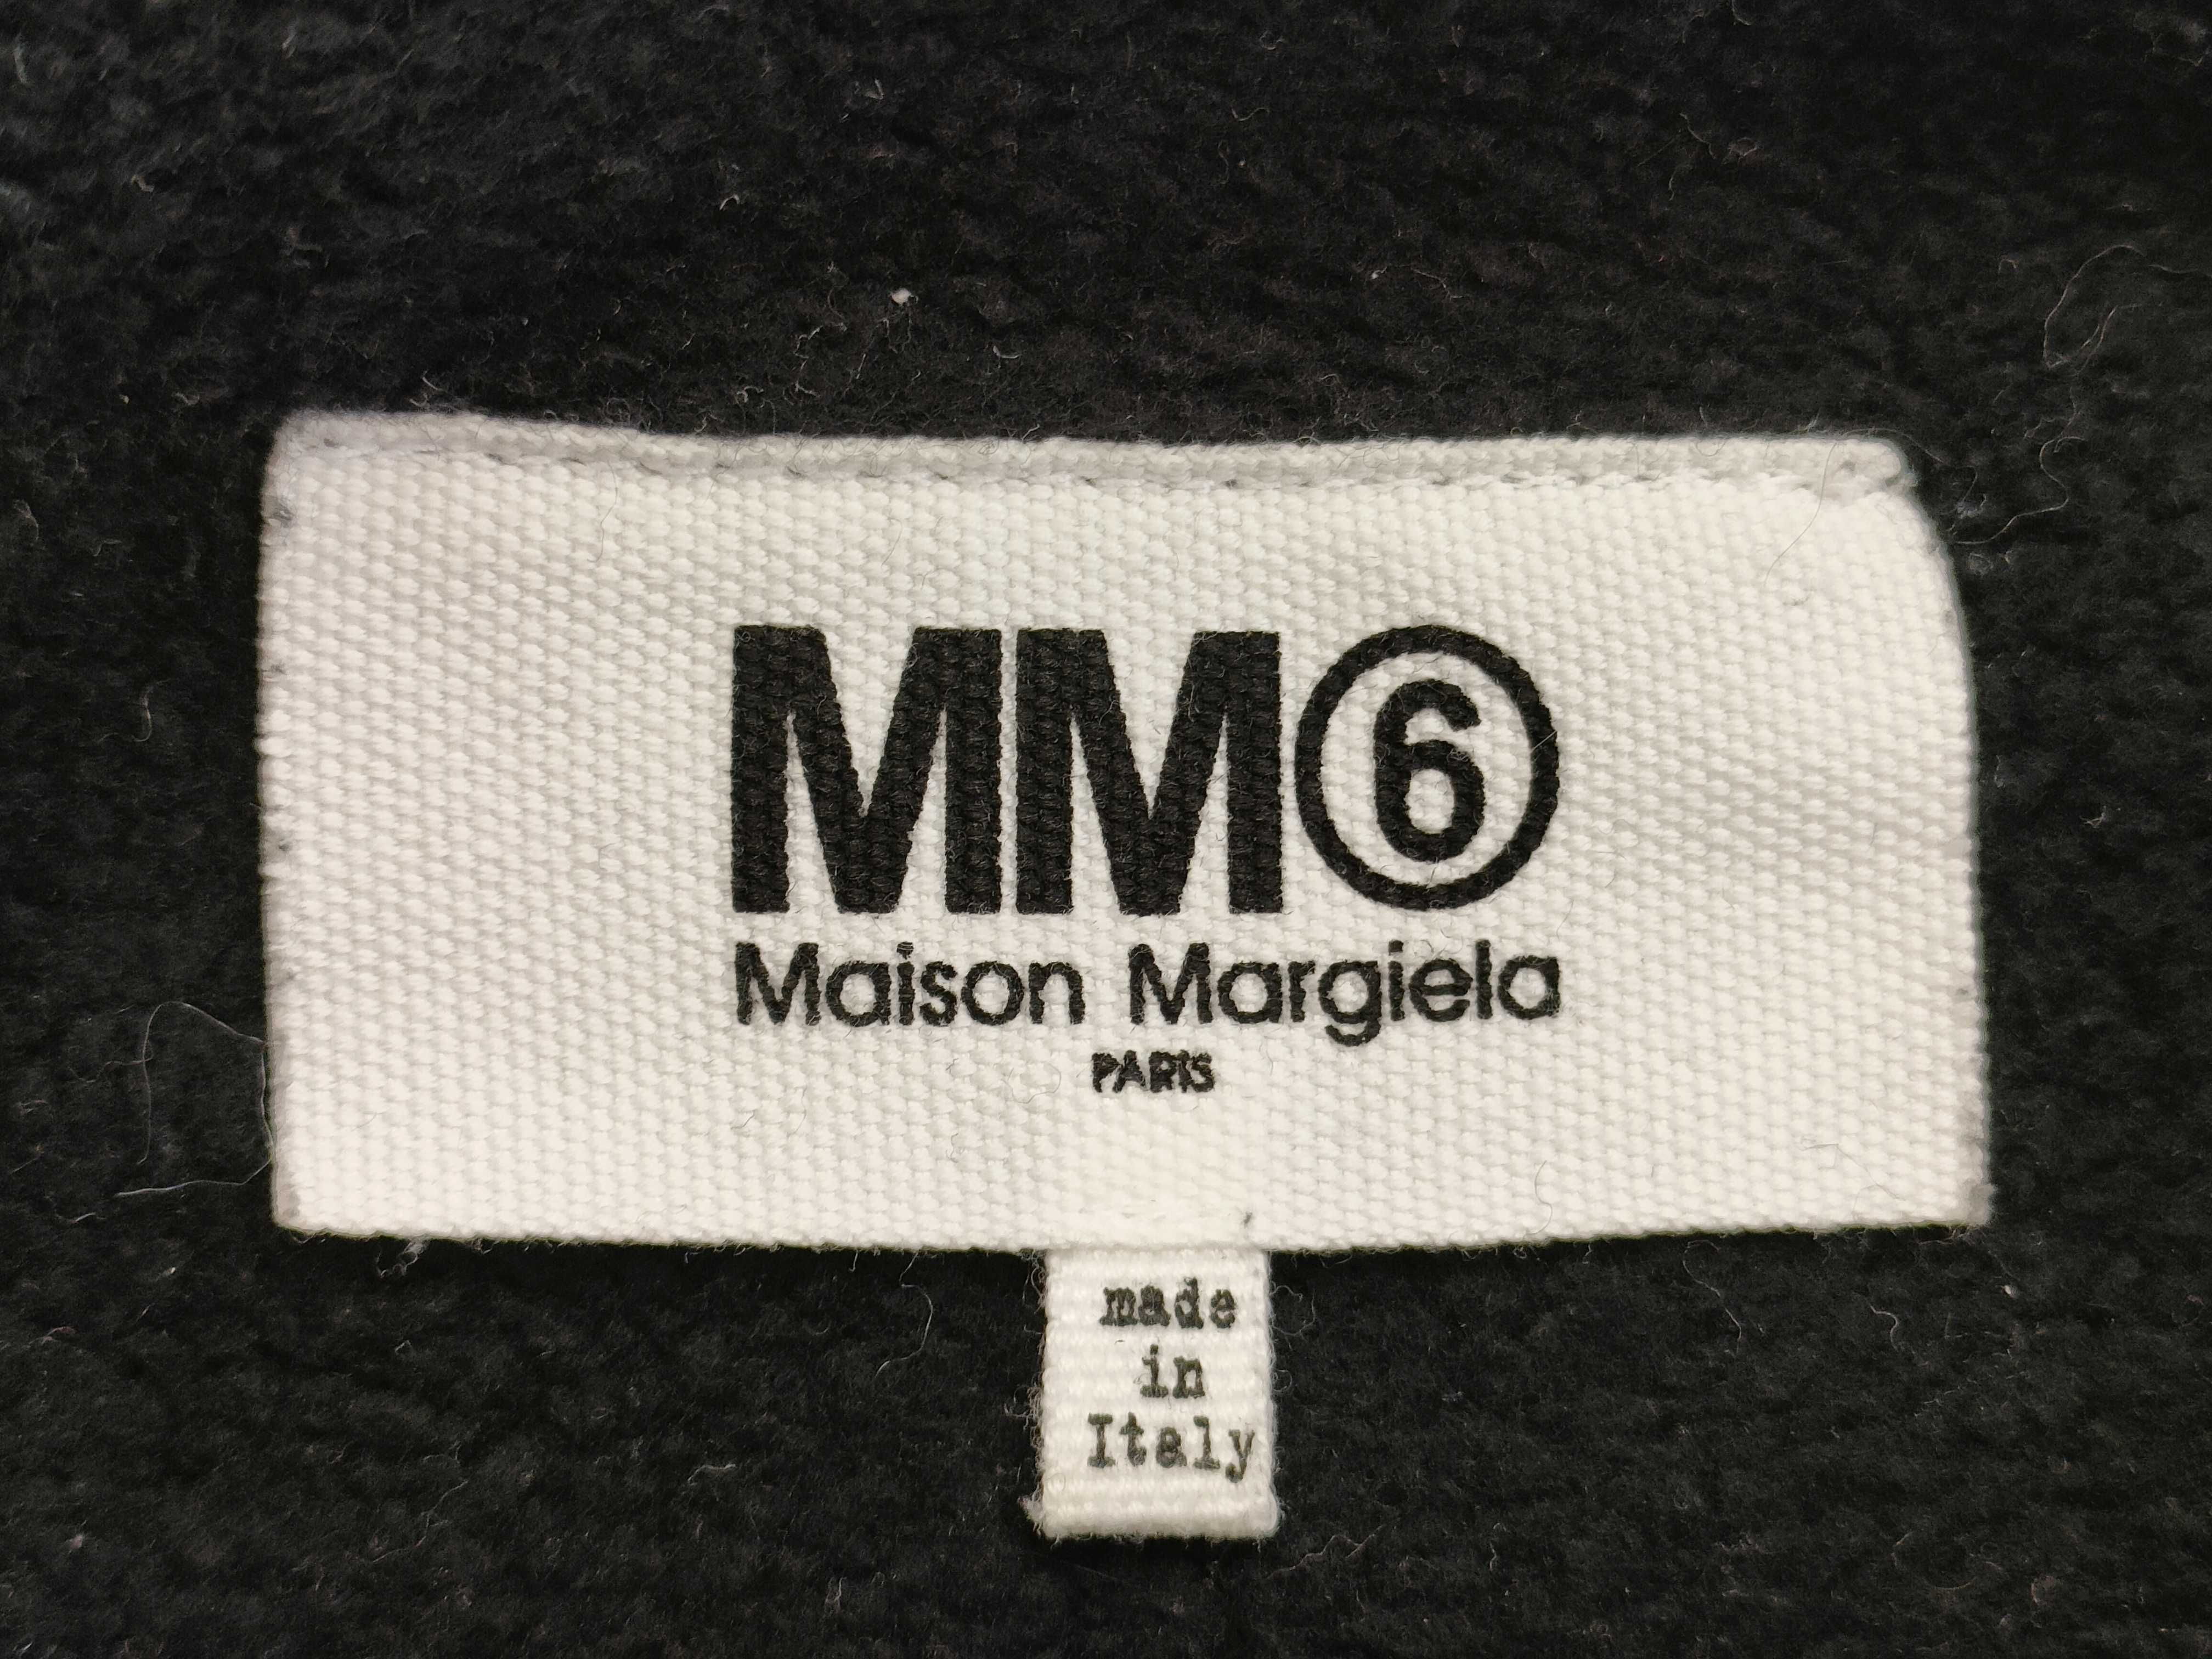 MM⑥
Maison Margiela
PARIS
made
in
Italy